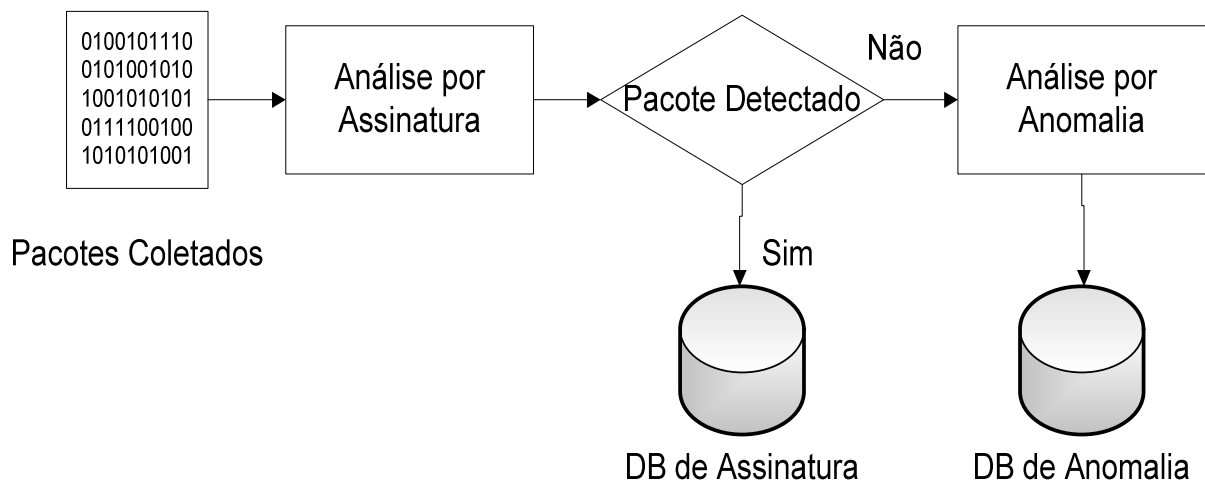 0100101110
0101001010
1001010101
0111100100
1010101001
Pacotes Coletados
Análise por
Assinatura
Pacote Detectado
Não
Sim
Análise por
Anomalia
DB de Assinatura
DB de Anomalia